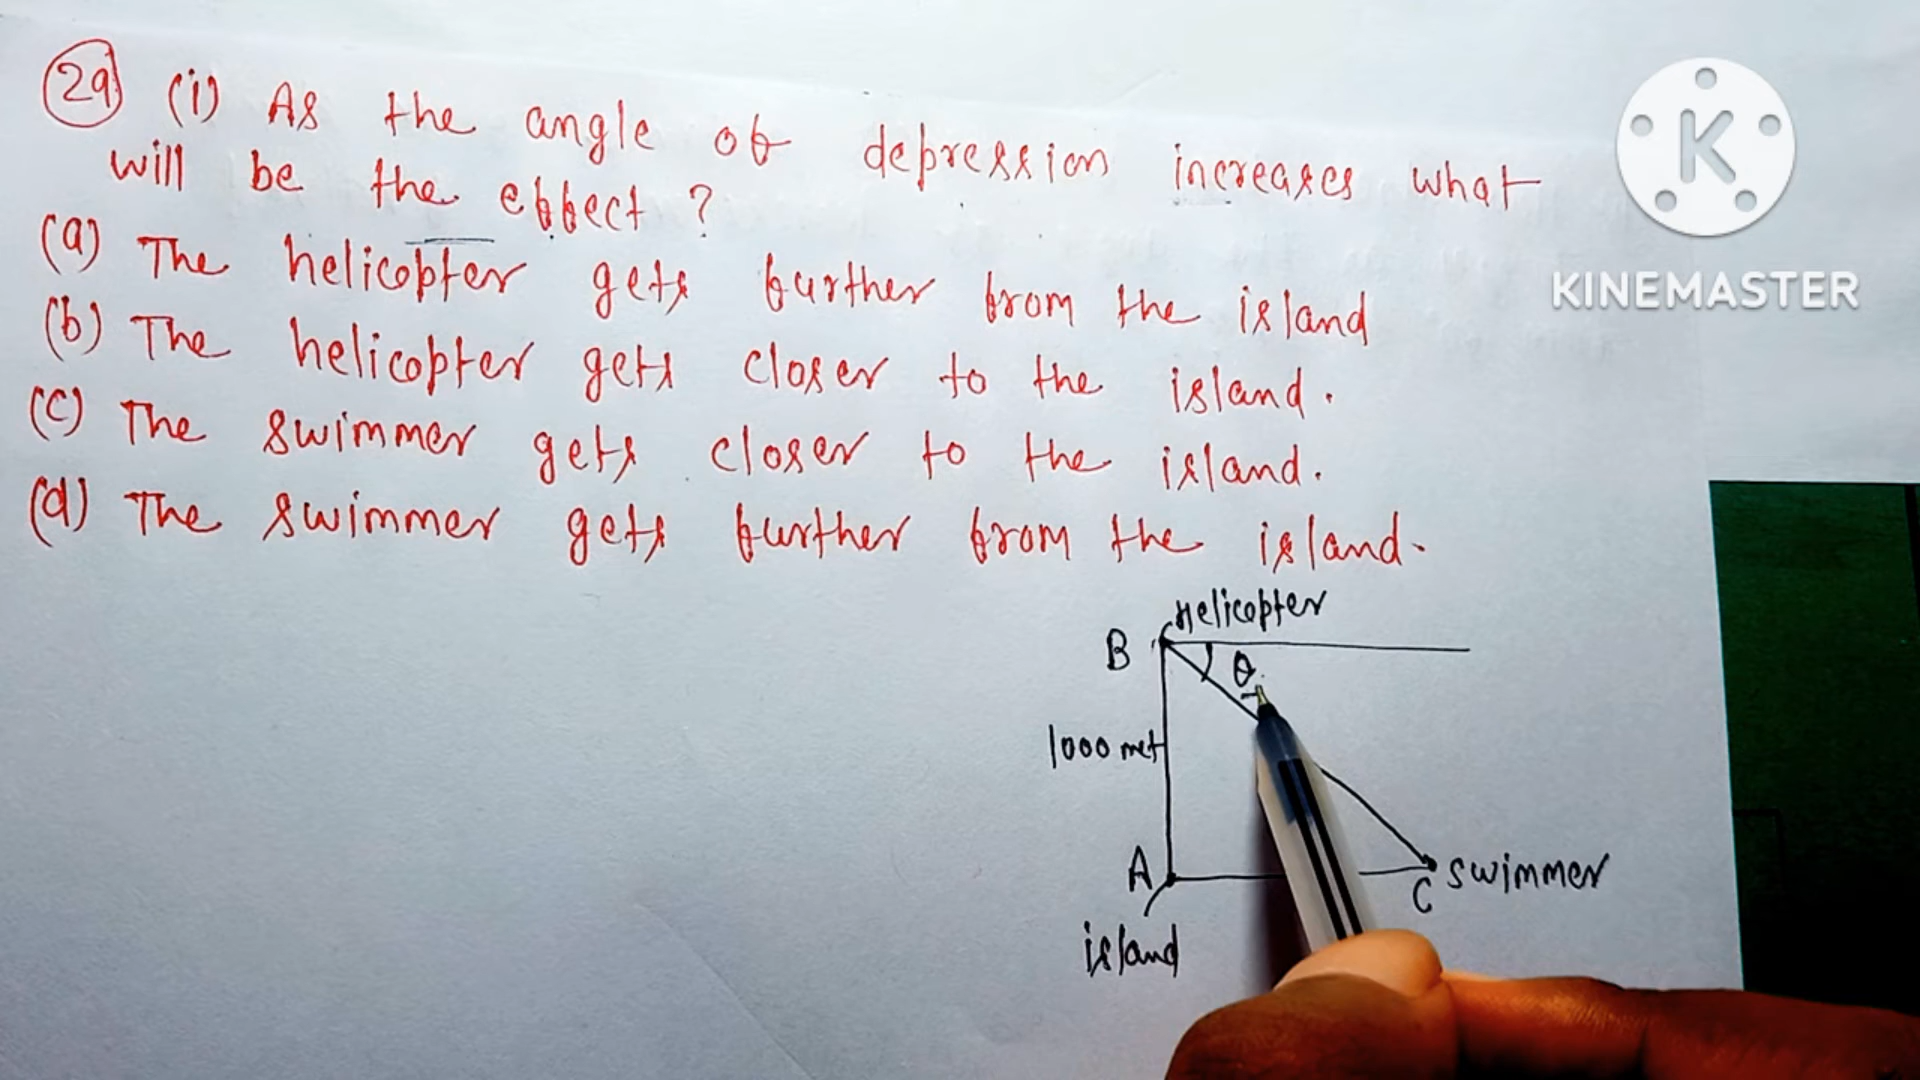 29 (i) As the angle of depression increases what
will be the effect ?
(a) The helicopter gets further from the island
(b) The helicopter gets closer to the island.
(c) The swimmer gets closer to the island.
(d) The swimmer gets further from the island.
K
KINEMASTER
Helicopter
B
θ
1000 met
A
C swimmer
island